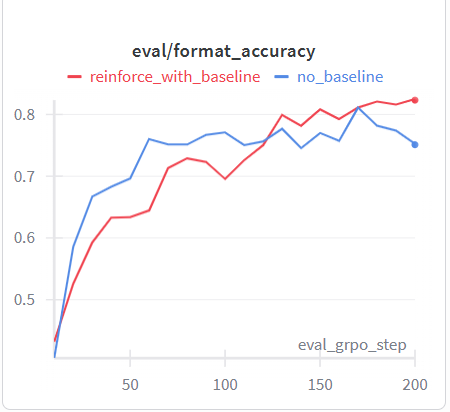 eval/format_accuracy
reinforce_with_baseline no_baseline
0.8
0.7
0.6
0.5
eval_grpo_step
50 100 150 200